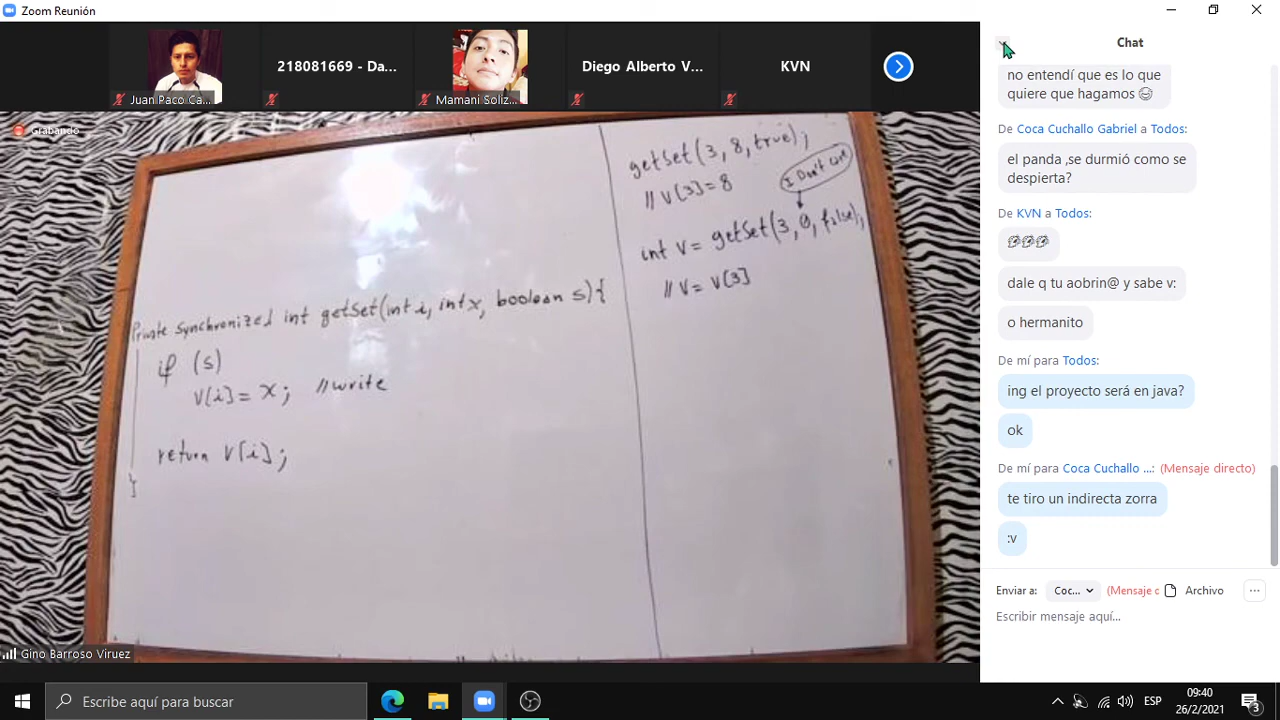 Zoom Reunión
Juan Paco Ca...
218081669 - Da...
Mamani Soliz...
Diego Alberto V...
KVN
Grabando
Private synchronized int getSet(int i, int x, boolean s){
if (s)
v[i] = x; //write
return v[i];
}
getSet(3, 8, true);
// v[3] = 8
I Don't care
int v = getSet(3, 0, false);
// v = v[3]
Gino Barroso Viruez
Chat
no entendí que es lo que
quiere que hagamos
De Coca Cuchallo Gabriel a Todos:
el panda ,se durmió como se
despierta?
De KVN a Todos:
dale q tu aobrin@ y sabe v:
o hermanito
De mí para Todos:
ing el proyecto será en java?
ok
De mí para Coca Cuchallo ...: (Mensaje directo)
te tiro un indirecta zorra
:v
Enviar a: Coc... (Mensaje d Archivo ...
Escribir mensaje aquí...
Escribe aquí para buscar
ESP
09:40
26/2/2021
3